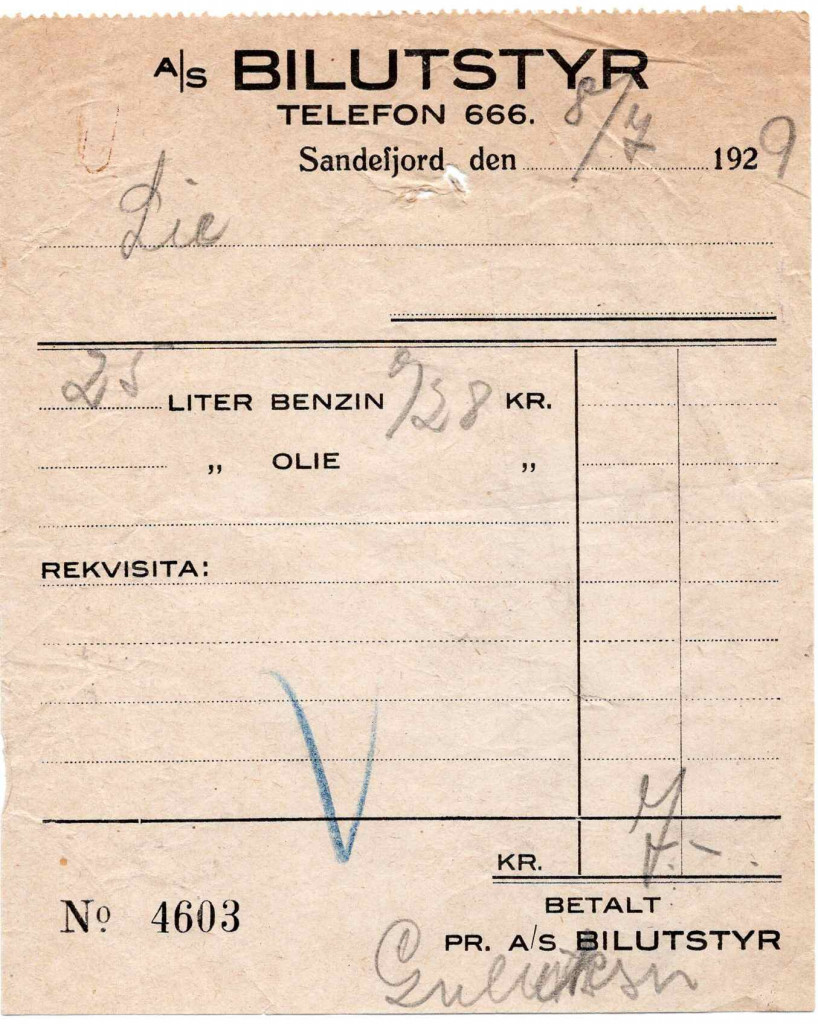 A/S BILUTSTYR
TELEFON 666.
Sandefjord den 8/7 1929
Lie
25 LITER BENZIN °/28 KR.
„ OLIE „
REKVISITA:
KR. 7.-
Nº 4603
BETALT
PR. A/S BILUTSTYR